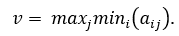 v = max_j min_i(a_ij).